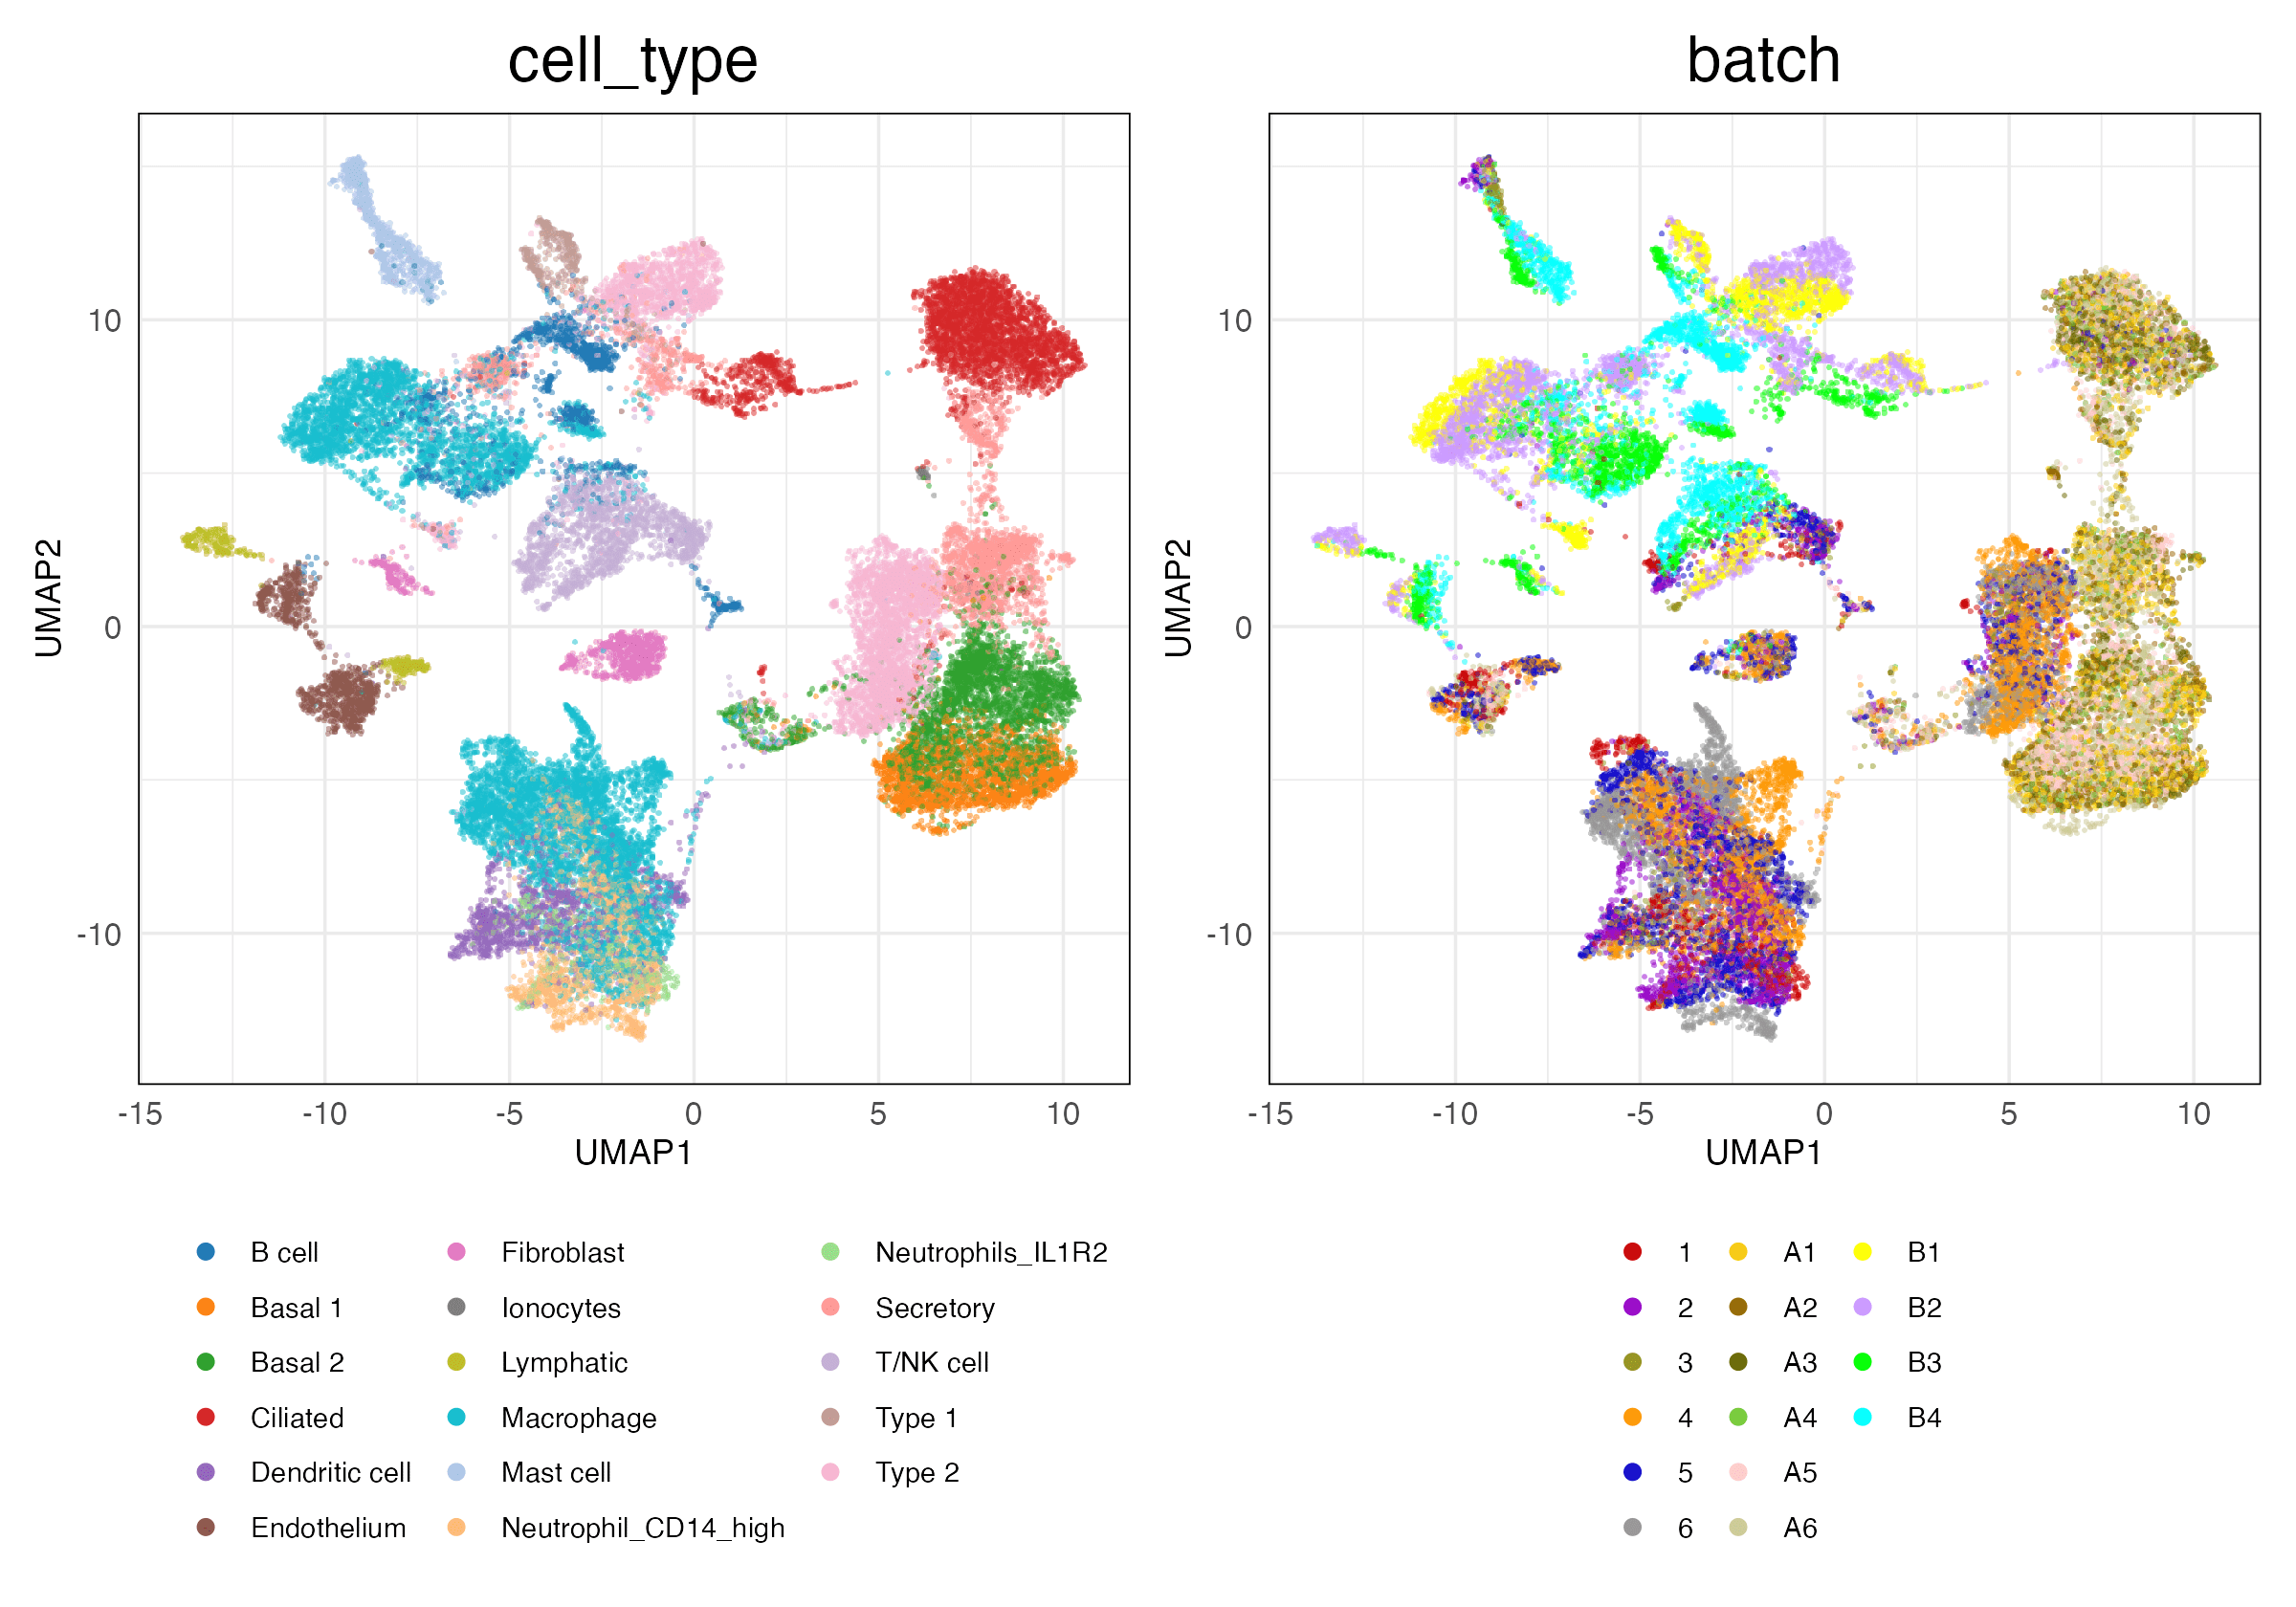 cell_type
batch
10
0
-10
UMAP2
-15
-10
-5
0
5
10
UMAP1
10
0
-10
UMAP2
-15
-10
-5
0
5
10
UMAP1
B cell
Basal 1
Basal 2
Ciliated
Dendritic cell
Endothelium
Fibroblast
Ionocytes
Lymphatic
Macrophage
Mast cell
Neutrophil_CD14_high
Neutrophils_IL1R2
Secretory
T/NK cell
Type 1
Type 2
1
2
3
4
5
6
A1
A2
A3
A4
A5
A6
B1
B2
B3
B4